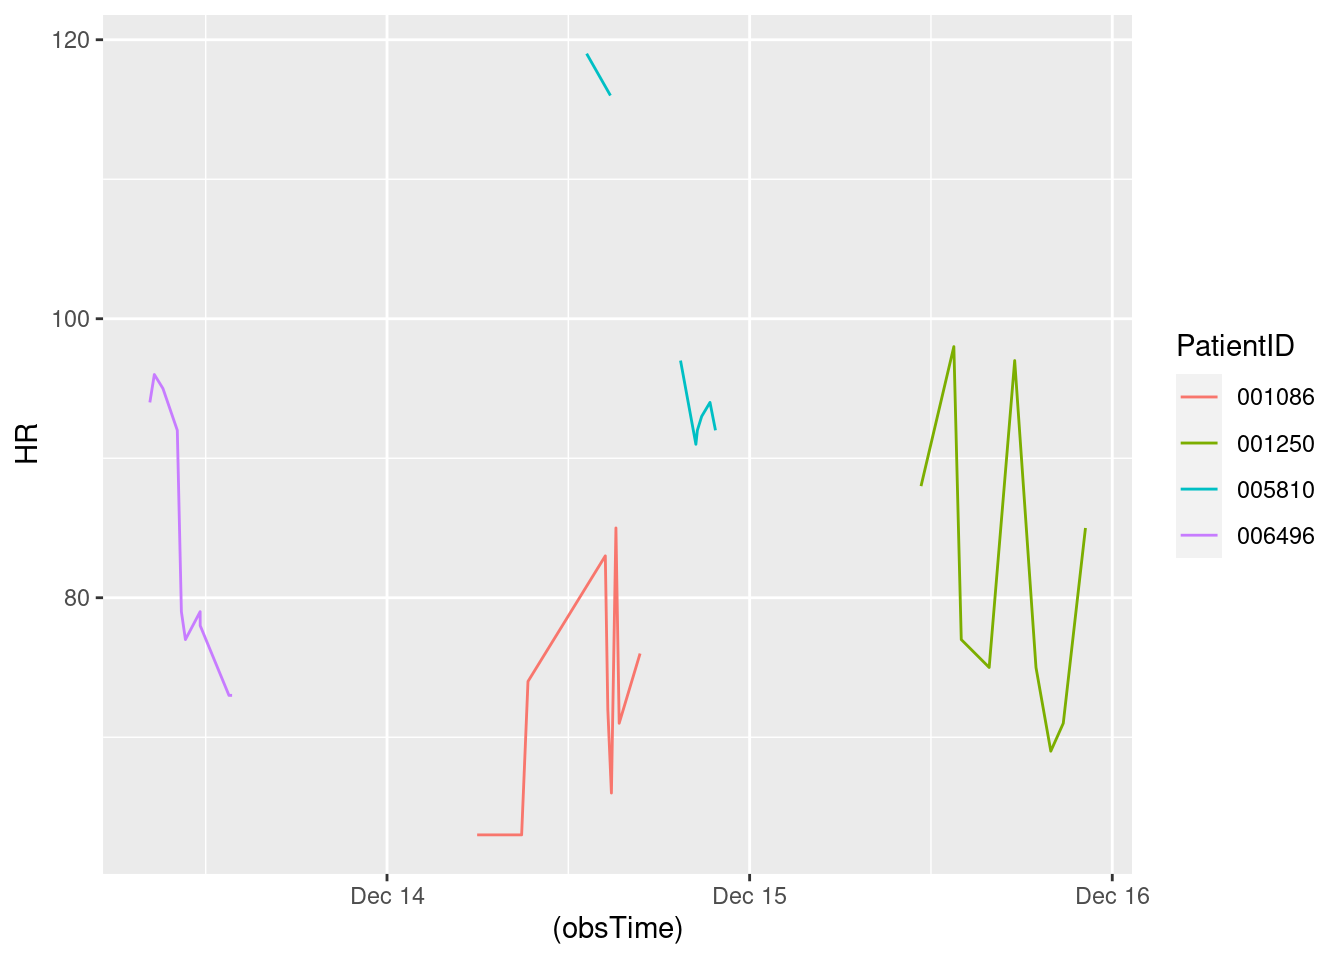 120
100
80
HR
Dec 14
Dec 15
Dec 16
(obsTime)
PatientID
001086
001250
005810
006496